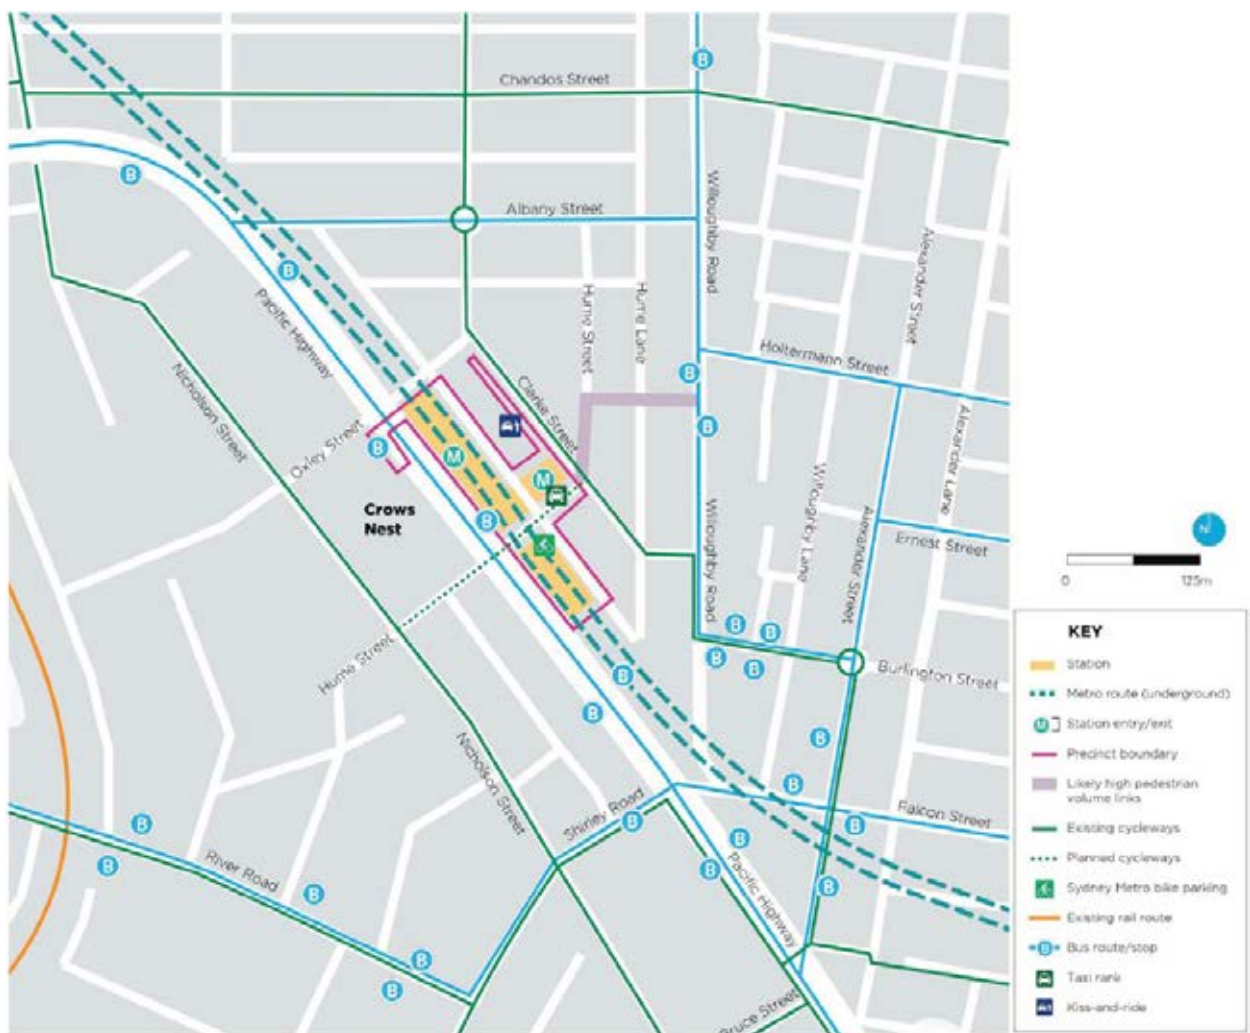 Chandos Street
B
B
Albany Street
Willoughby Road
B
Alexander Street
Pacific Highway
Hume Street
Hume Lane
Holtermann Street
B
Nicholson Street
Clarke Street
Oxley Street
B
B
M
M
Alexander Lane
Crows
Nest
B
Willoughby Road
Willoughby Lane
Alexander Street
Ernest Street
N
0
125m
Hume Street
B
B
B
B
Burlington Street
B
B
Nicholson Street
B
B
Shirley Road
B
Falcon Street
B
B
River Road
B
B
B
Pacific Highway
B
B
B
B
B
Bruce Street
KEY
Station
Metro route (underground)
M Station entry/exit
Precinct boundary
Likely high pedestrian
volume links
Existing cycleways
Planned cycleways
Sydney Metro bike parking
Existing rail route
B Bus route/stop
Taxi rank
Kiss-and-ride